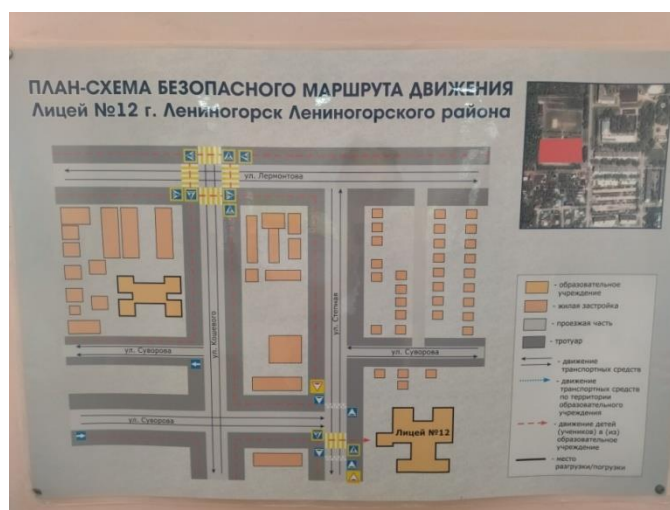 ПЛАН-СХЕМА БЕЗОПАСНОГО МАРШРУТА ДВИЖЕНИЯ
Лицей №12 г. Лениногорск Лениногорского района
ул. Лермонтова
ул. Кошевого
ул. Степная
ул. Суворова
ул. Суворова
ул. Суворова
Лицей №12
- образовательное
учреждение
- жилая застройка
- проезжая часть
- тротуар
- движение
транспортных средств
- движение
транспортных средств
по территории
образовательного
учреждения
- движение детей
(учеников) в (из)
образовательное
учреждение
- место
разгрузки/погрузки